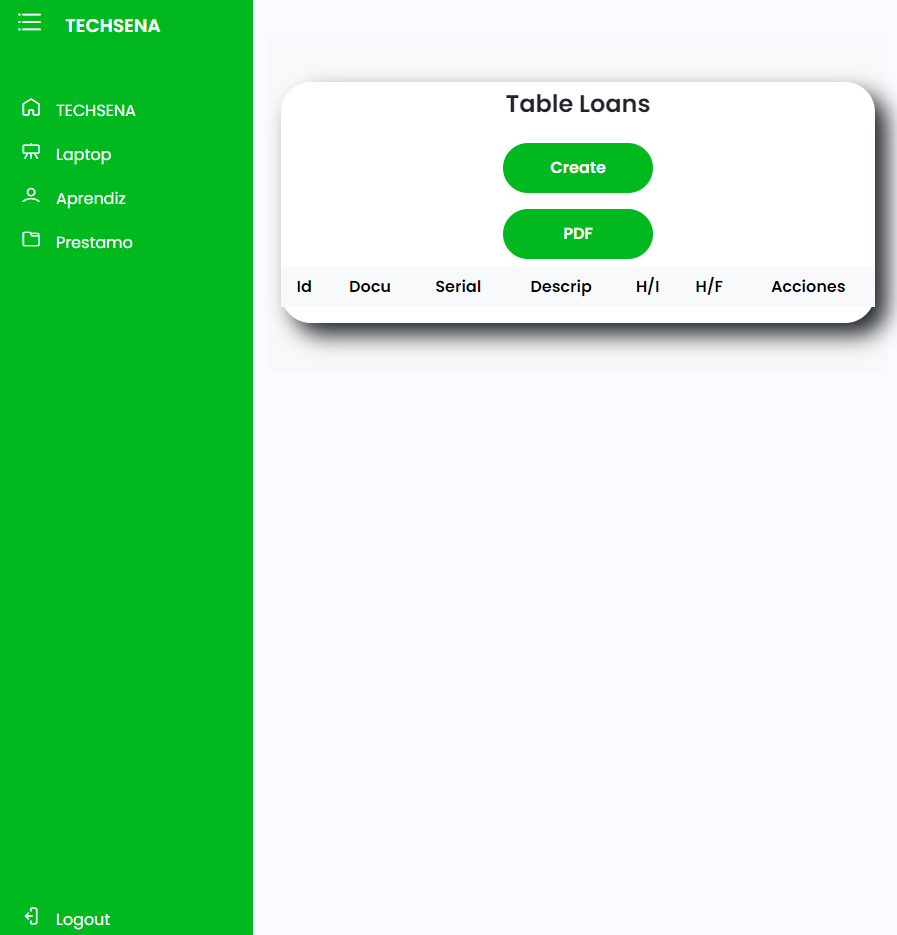 TECHSENA
TECHSENA
Laptop
Aprendiz
Prestamo
Logout
Table Loans
Create
PDF
Id Docu Serial Descrip H/I H/F Acciones